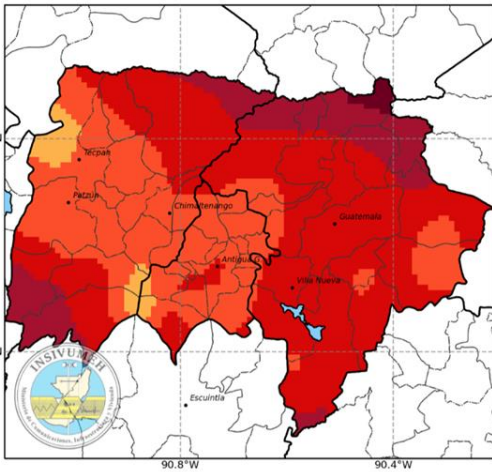 Tecpán
Patzún
Chimaltenango
Guatemala
Antigua G
Villa Nueva
INSIVUMEH
Escuintla
90.8°W
90.4°W